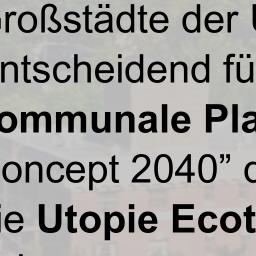 roßstädte der
ntscheidend fü
ommunale Pla
oncept 2040”
ie Utopie Ecot